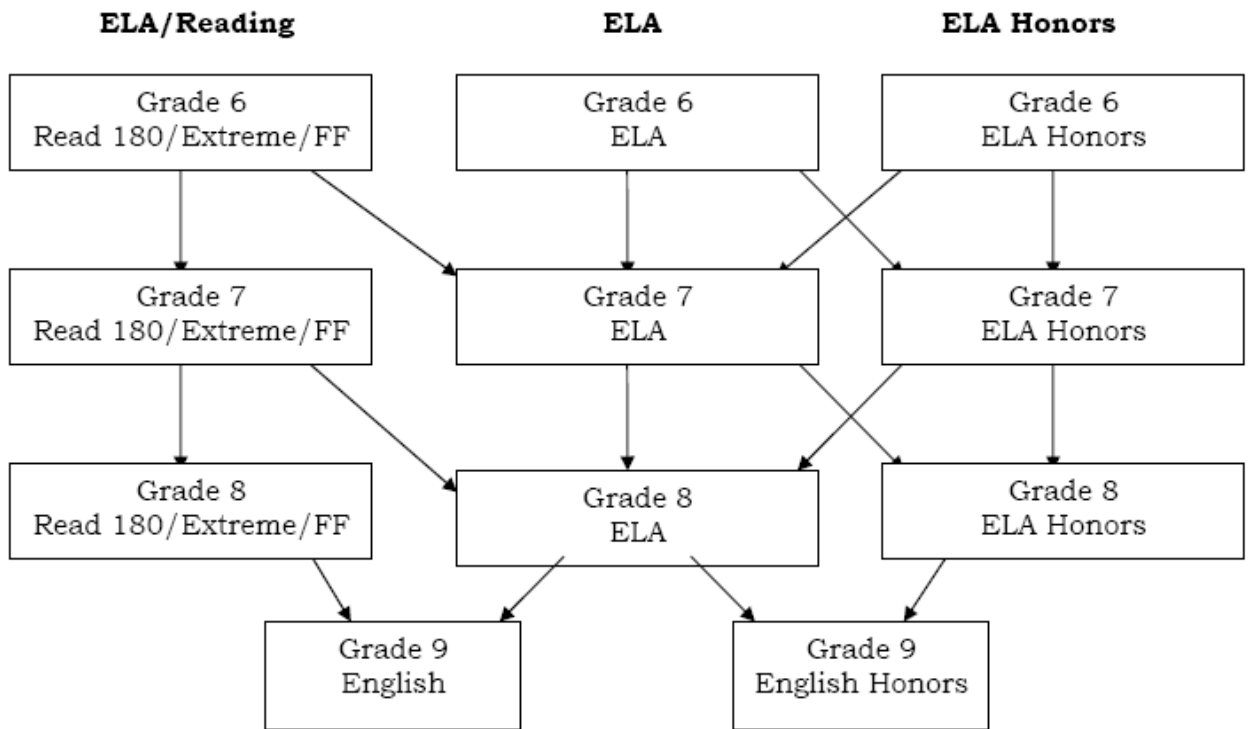 ELA/Reading
ELA
ELA Honors
Grade 6
Read 180/Extreme/FF
Grade 6
ELA
Grade 6
ELA Honors
Grade 7
Read 180/Extreme/FF
Grade 7
ELA
Grade 7
ELA Honors
Grade 8
Read 180/Extreme/FF
Grade 8
ELA
Grade 8
ELA Honors
Grade 9
English
Grade 9
English Honors